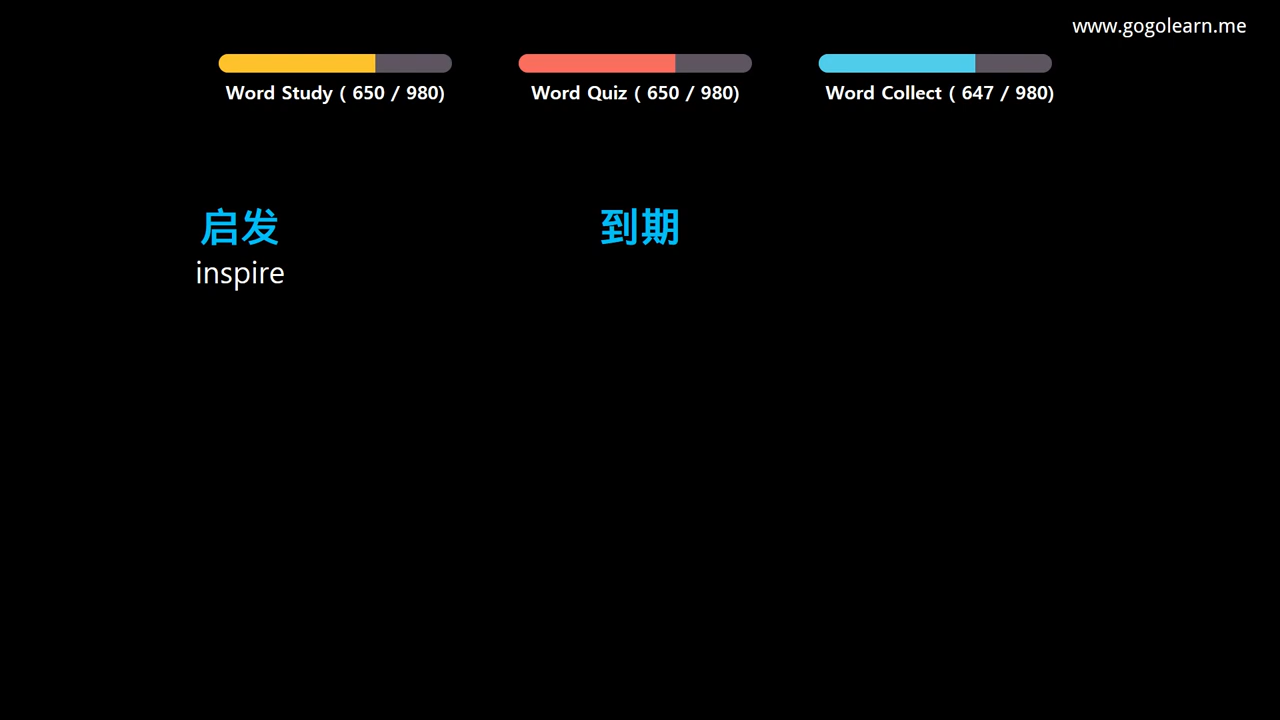 www.gogolearn.me
Word Study ( 650 / 980)
Word Quiz ( 650 / 980)
Word Collect ( 647 / 980)
启发
inspire
到期